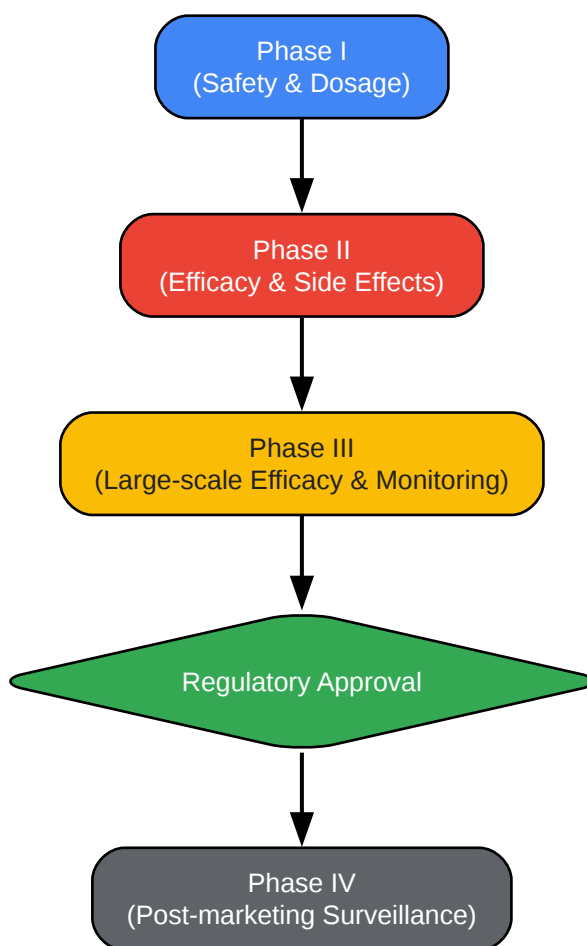 Phase I
(Safety & Dosage)
Phase II
(Efficacy & Side Effects)
Phase III
(Large-scale Efficacy & Monitoring)
Regulatory Approval
Phase IV
(Post-marketing Surveillance)